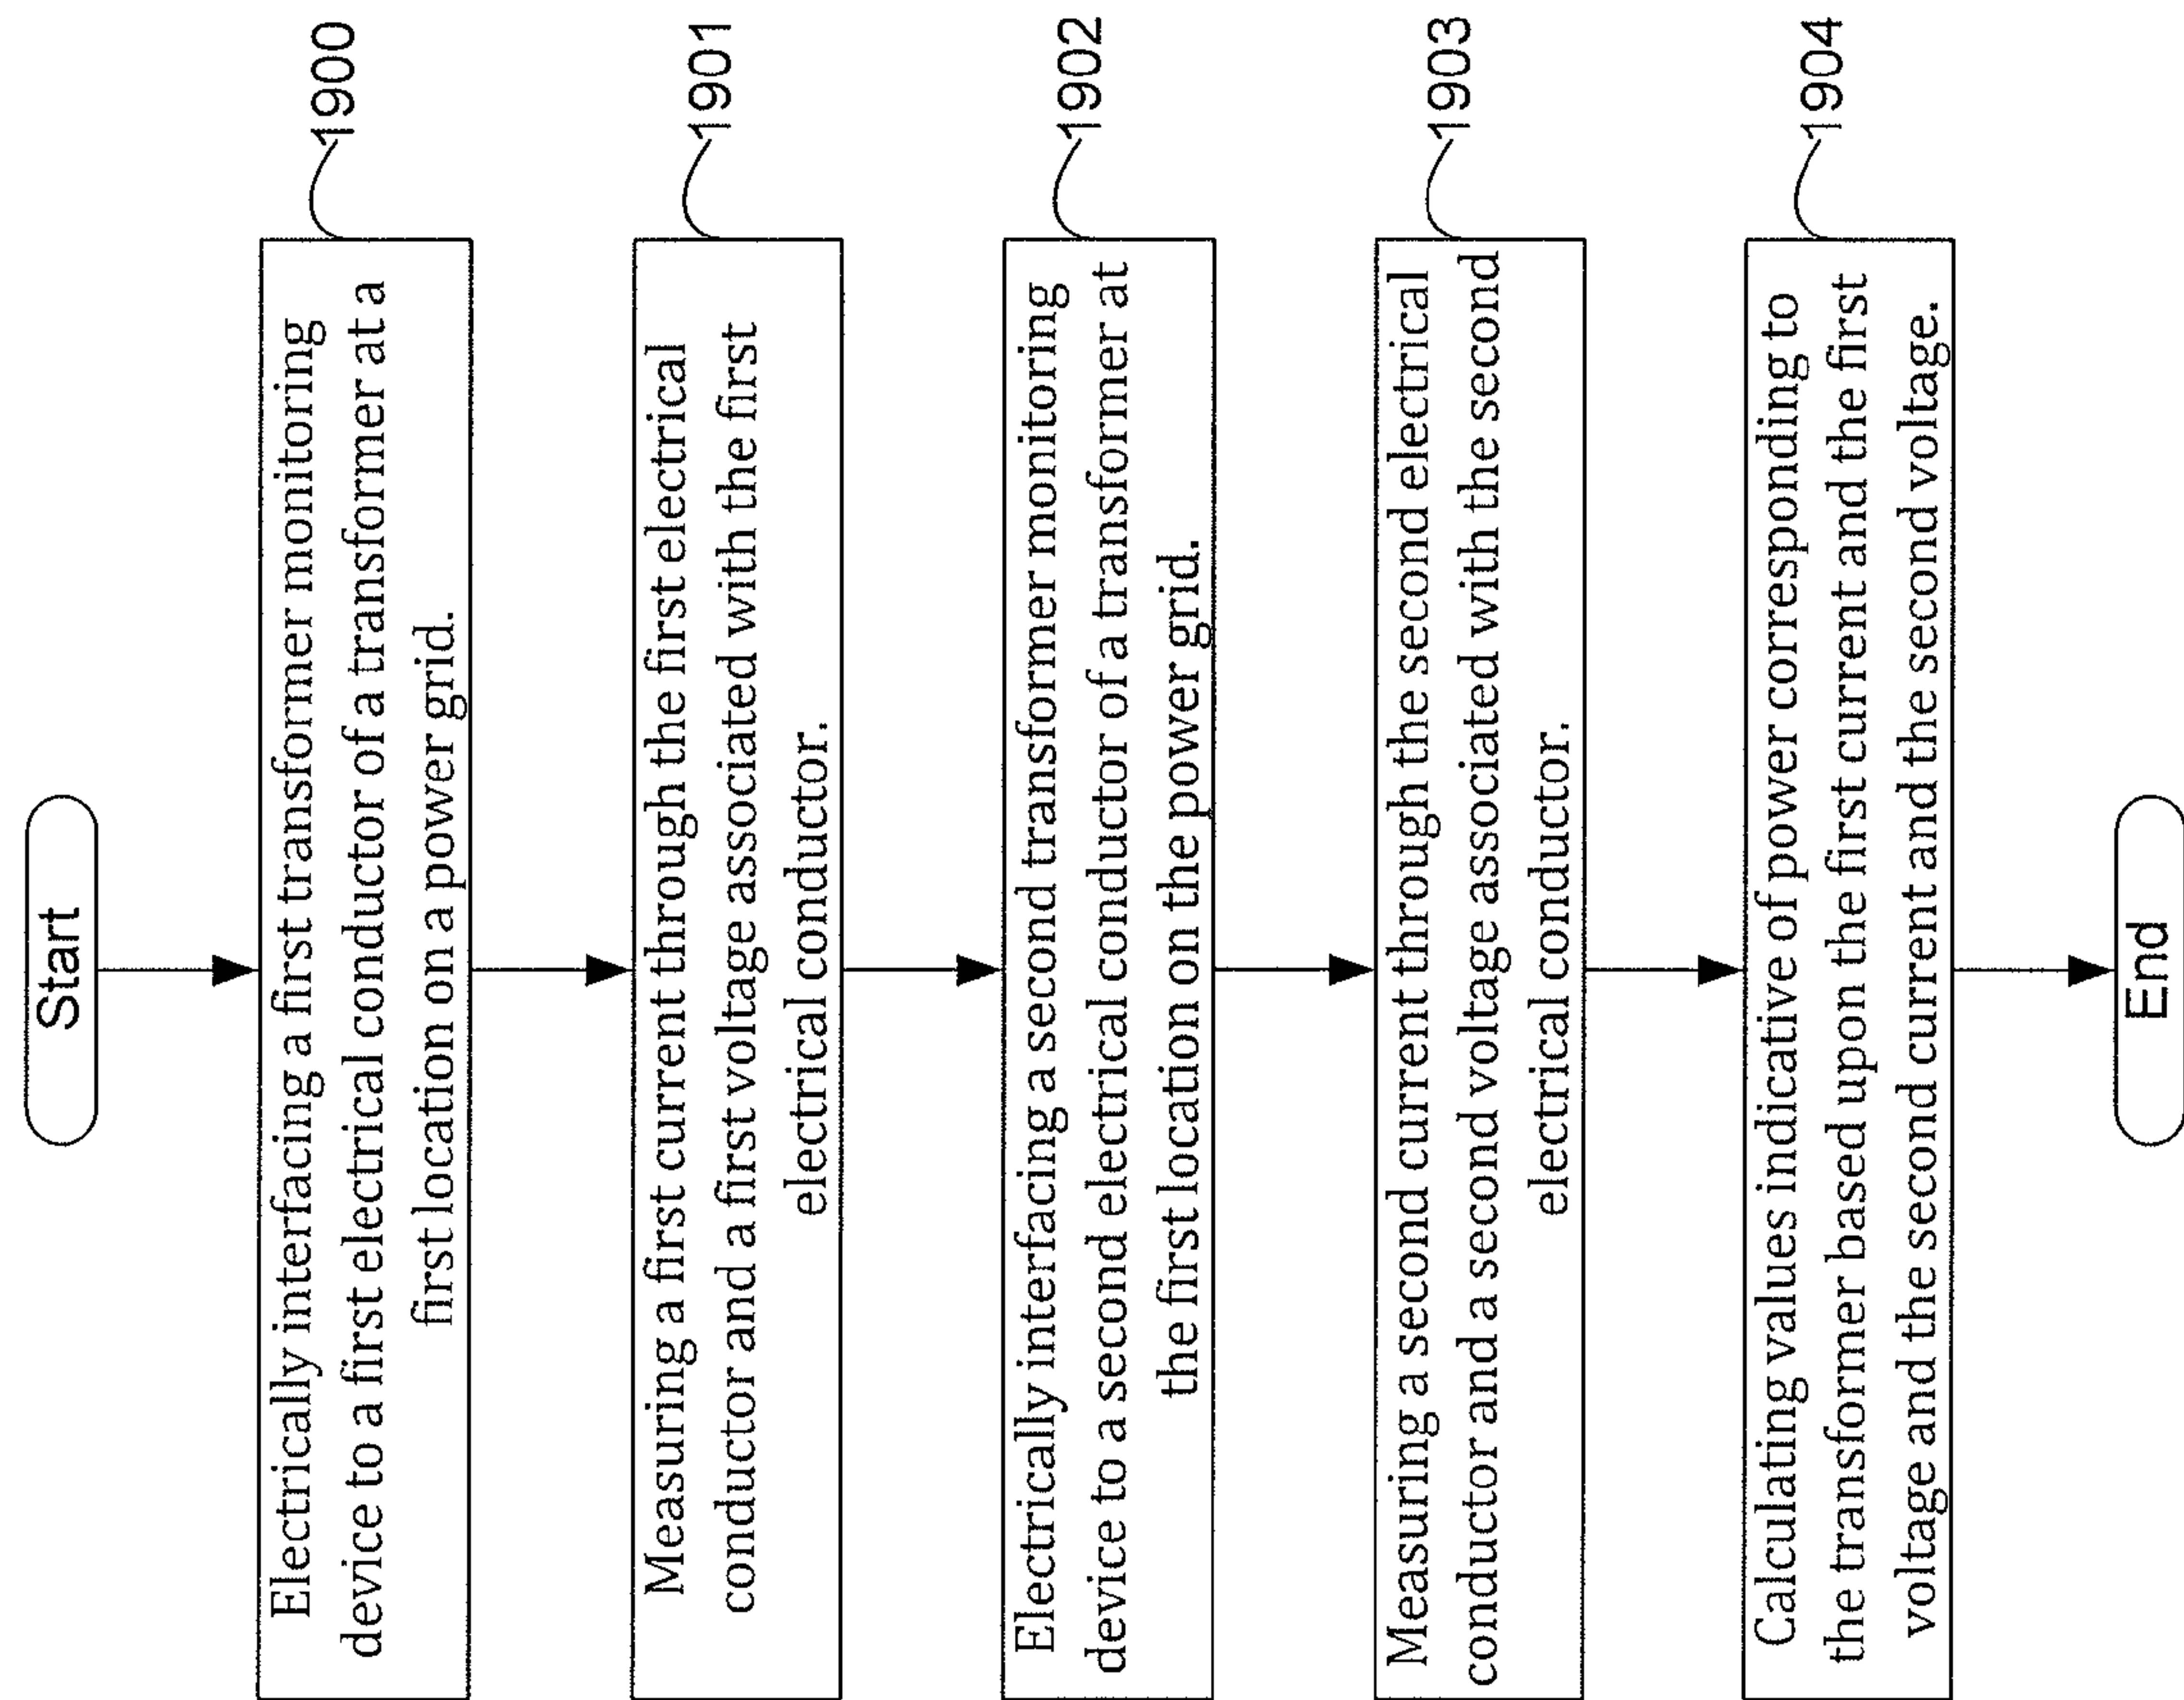 Start
Electrically interfacing a first transformer monitoring
device to a first electrical conductor of a transformer at a
first location on a power grid.
1900
Measuring a first current through the first electrical
conductor and a first voltage associated with the first
electrical conductor.
1901
Electrically interfacing a second transformer monitoring
device to a second electrical conductor of a transformer at
the first location on the power grid.
1902
Measuring a second current through the second electrical
conductor and a second voltage associated with the second
electrical conductor.
1903
Calculating values indicative of power corresponding to
the transformer based upon the first current and the first
voltage and the second current and the second voltage.
1904
End